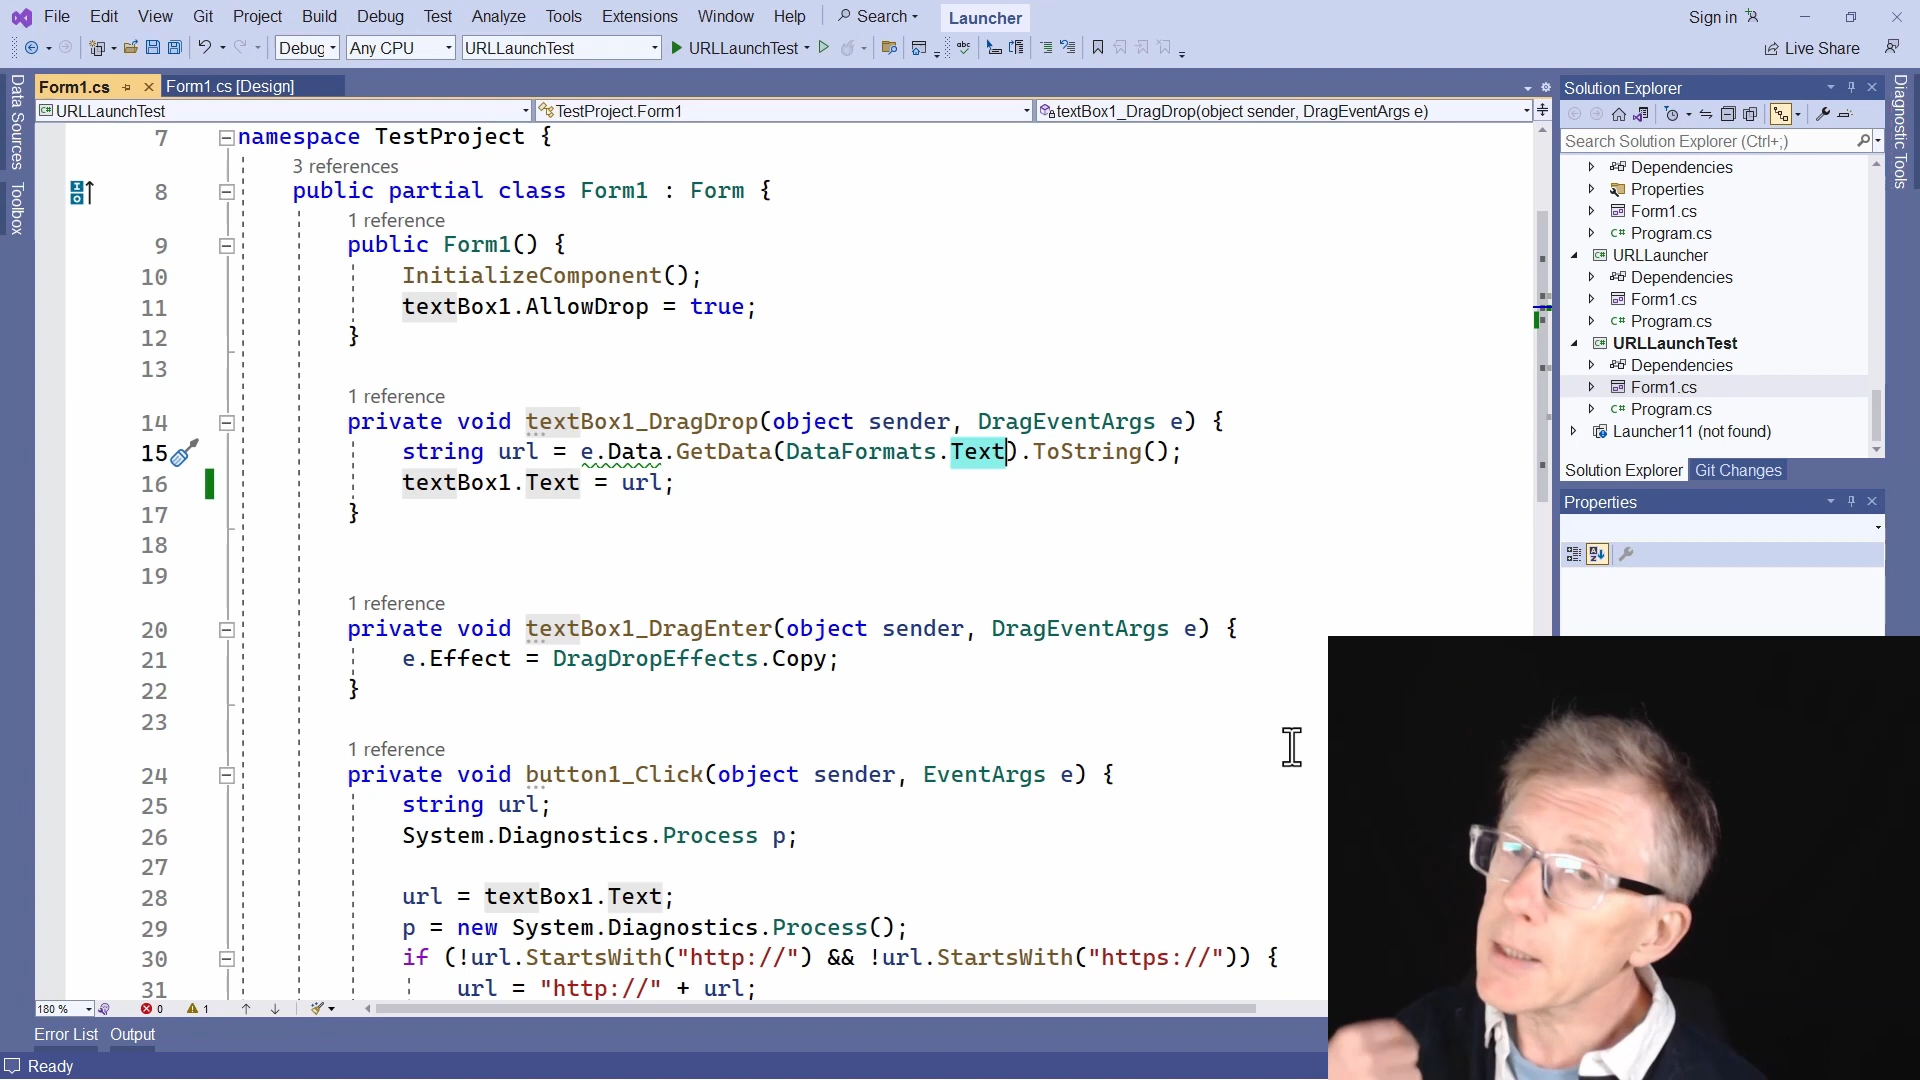 File Edit View Git Project Build Debug Test Analyze Tools Extensions Window Help Search Launcher Sign in
Debug Any CPU URLLaunchTest URLLaunchTest Live Share
Form1.cs Form1.cs [Design]
URLLaunchTest TestProject.Form1 textBox1_DragDrop(object sender, DragEventArgs e)
Data Sources
Toolbox
7 namespace TestProject {
3 references
8 public partial class Form1 : Form {
1 reference
9 public Form1() {
10 InitializeComponent();
11 textBox1.AllowDrop = true;
12 }
13
1 reference
14 private void textBox1_DragDrop(object sender, DragEventArgs e) {
15 string url = e.Data.GetData(DataFormats.Text).ToString();
16 textBox1.Text = url;
17 }
18
19
1 reference
20 private void textBox1_DragEnter(object sender, DragEventArgs e) {
21 e.Effect = DragDropEffects.Copy;
22 }
23
1 reference
24 private void button1_Click(object sender, EventArgs e) {
25 string url;
26 System.Diagnostics.Process p;
27
28 url = textBox1.Text;
29 p = new System.Diagnostics.Process();
30 if (!url.StartsWith("http://") && !url.StartsWith("https://")) {
31 url = "http://" + url;
180 % 0 1
Error List Output
Ready
Solution Explorer
Search Solution Explorer (Ctrl+;)
Dependencies
Properties
Form1.cs
C# Program.cs
URLLauncher
Dependencies
Form1.cs
C# Program.cs
URLLaunchTest
Dependencies
Form1.cs
C# Program.cs
Launcher11 (not found)
Solution Explorer Git Changes
Properties
Diagnostic Tools